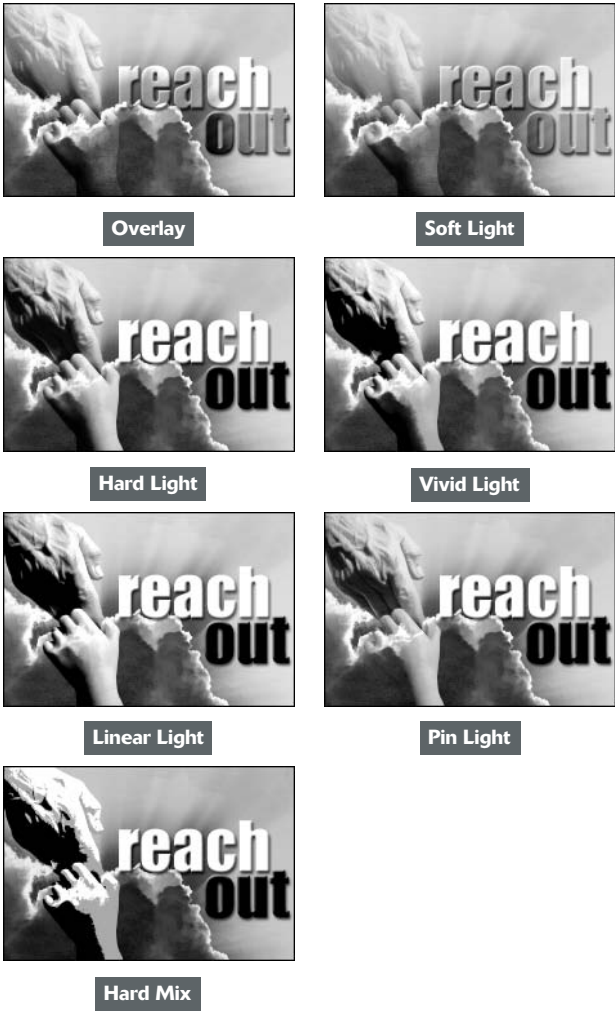 reach
out
reach
out
Overlay
Soft Light
reach
out
reach
out
Hard Light
Vivid Light
reach
out
reach
out
Linear Light
Pin Light
reach
out
Hard Mix